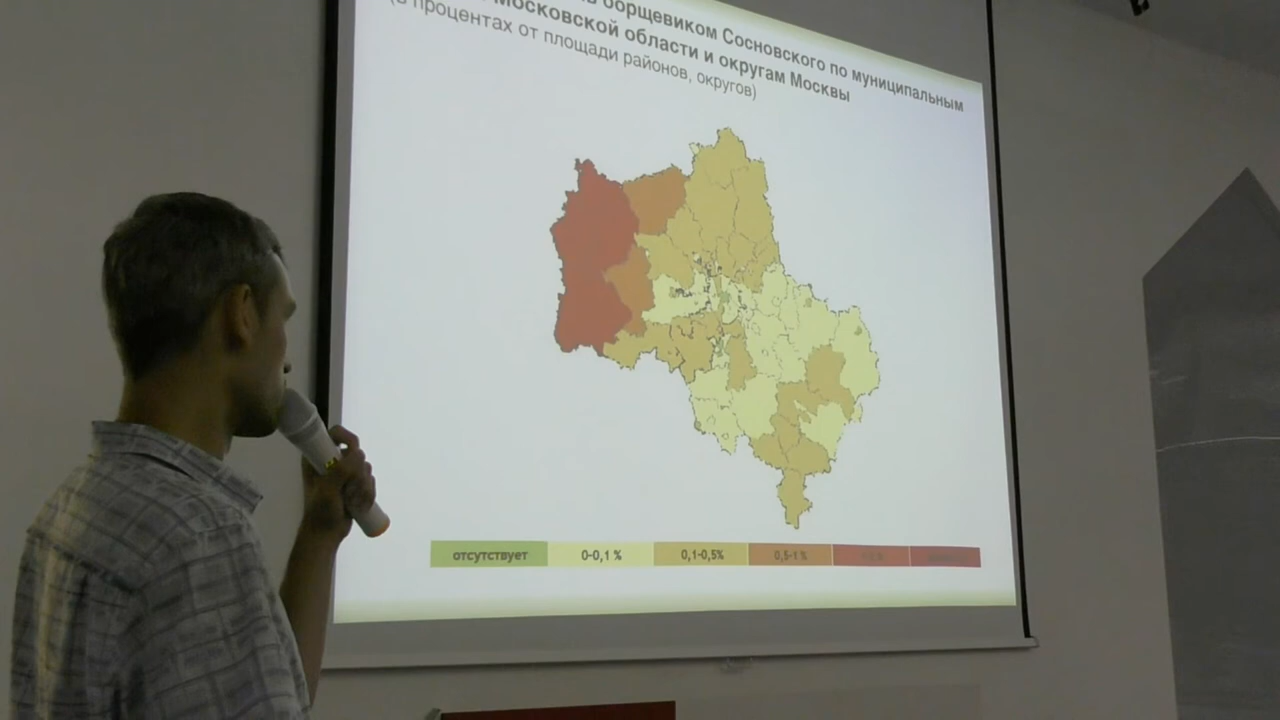 борщевиком Сосновского по муниципальным
Московской области и округам Москвы
(в процентах от площади районов, округов)
отсутствует
0-0,1 %
0,1-0,5%
0,5-1 %